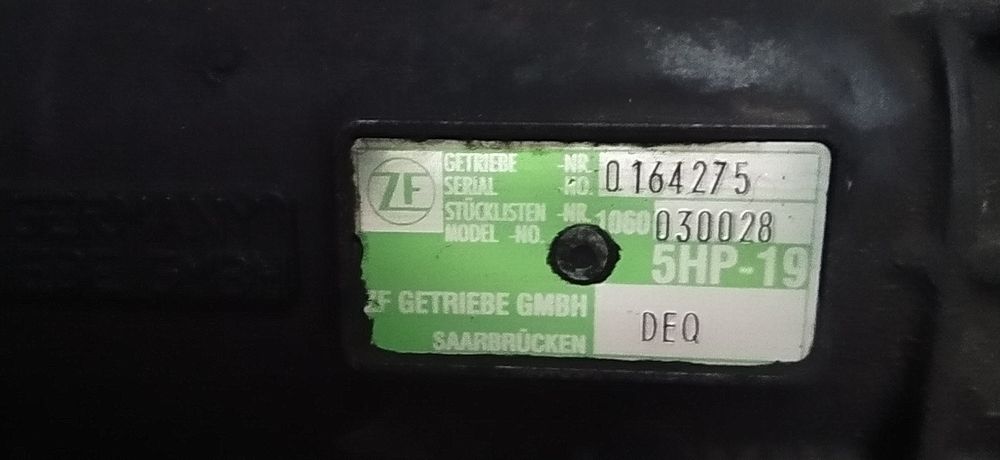 ZF
GETRIEBE -NR. 0164275
SERIAL -NO.
STÜCKLISTEN -NR. 1060 030028
MODEL -NO.
5HP-19
ZF GETRIEBE GMBH
SAARBRÜCKEN
DEQ